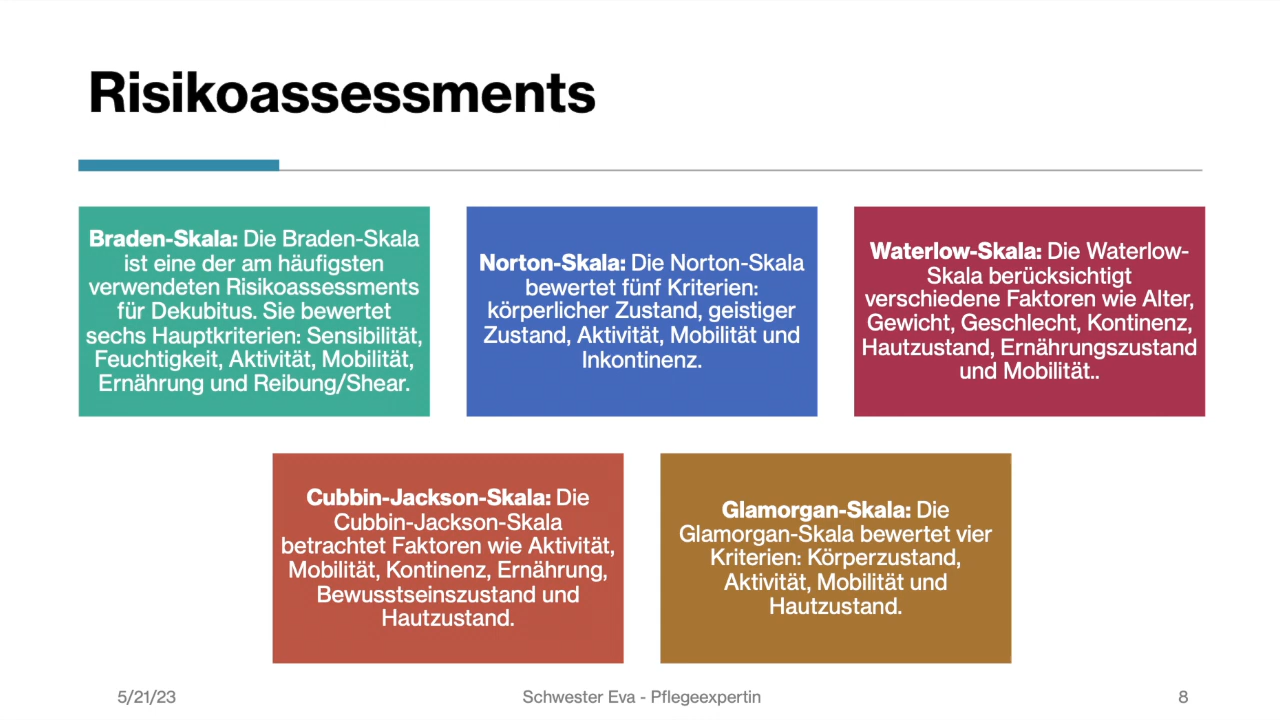 Risikoassessments
Braden-Skala: Die Braden-Skala
ist eine der am häufigsten
verwendeten Risikoassessments
für Dekubitus. Sie bewertet
sechs Hauptkriterien: Sensibilität,
Feuchtigkeit, Aktivität, Mobilität,
Ernährung und Reibung/Shear.
Norton-Skala: Die Norton-Skala
bewertet fünf Kriterien:
körperlicher Zustand, geistiger
Zustand, Aktivität, Mobilität und
Inkontinenz.
Waterlow-Skala: Die Waterlow-
Skala berücksichtigt
verschiedene Faktoren wie Alter,
Gewicht, Geschlecht, Kontinenz,
Hautzustand, Ernährungszustand
und Mobilität..
Cubbin-Jackson-Skala: Die
Cubbin-Jackson-Skala
betrachtet Faktoren wie Aktivität,
Mobilität, Kontinenz, Ernährung,
Bewusstseinszustand und
Hautzustand.
Glamorgan-Skala: Die
Glamorgan-Skala bewertet vier
Kriterien: Körperzustand,
Aktivität, Mobilität und
Hautzustand.
5/21/23
Schwester Eva - Pflegeexpertin
8